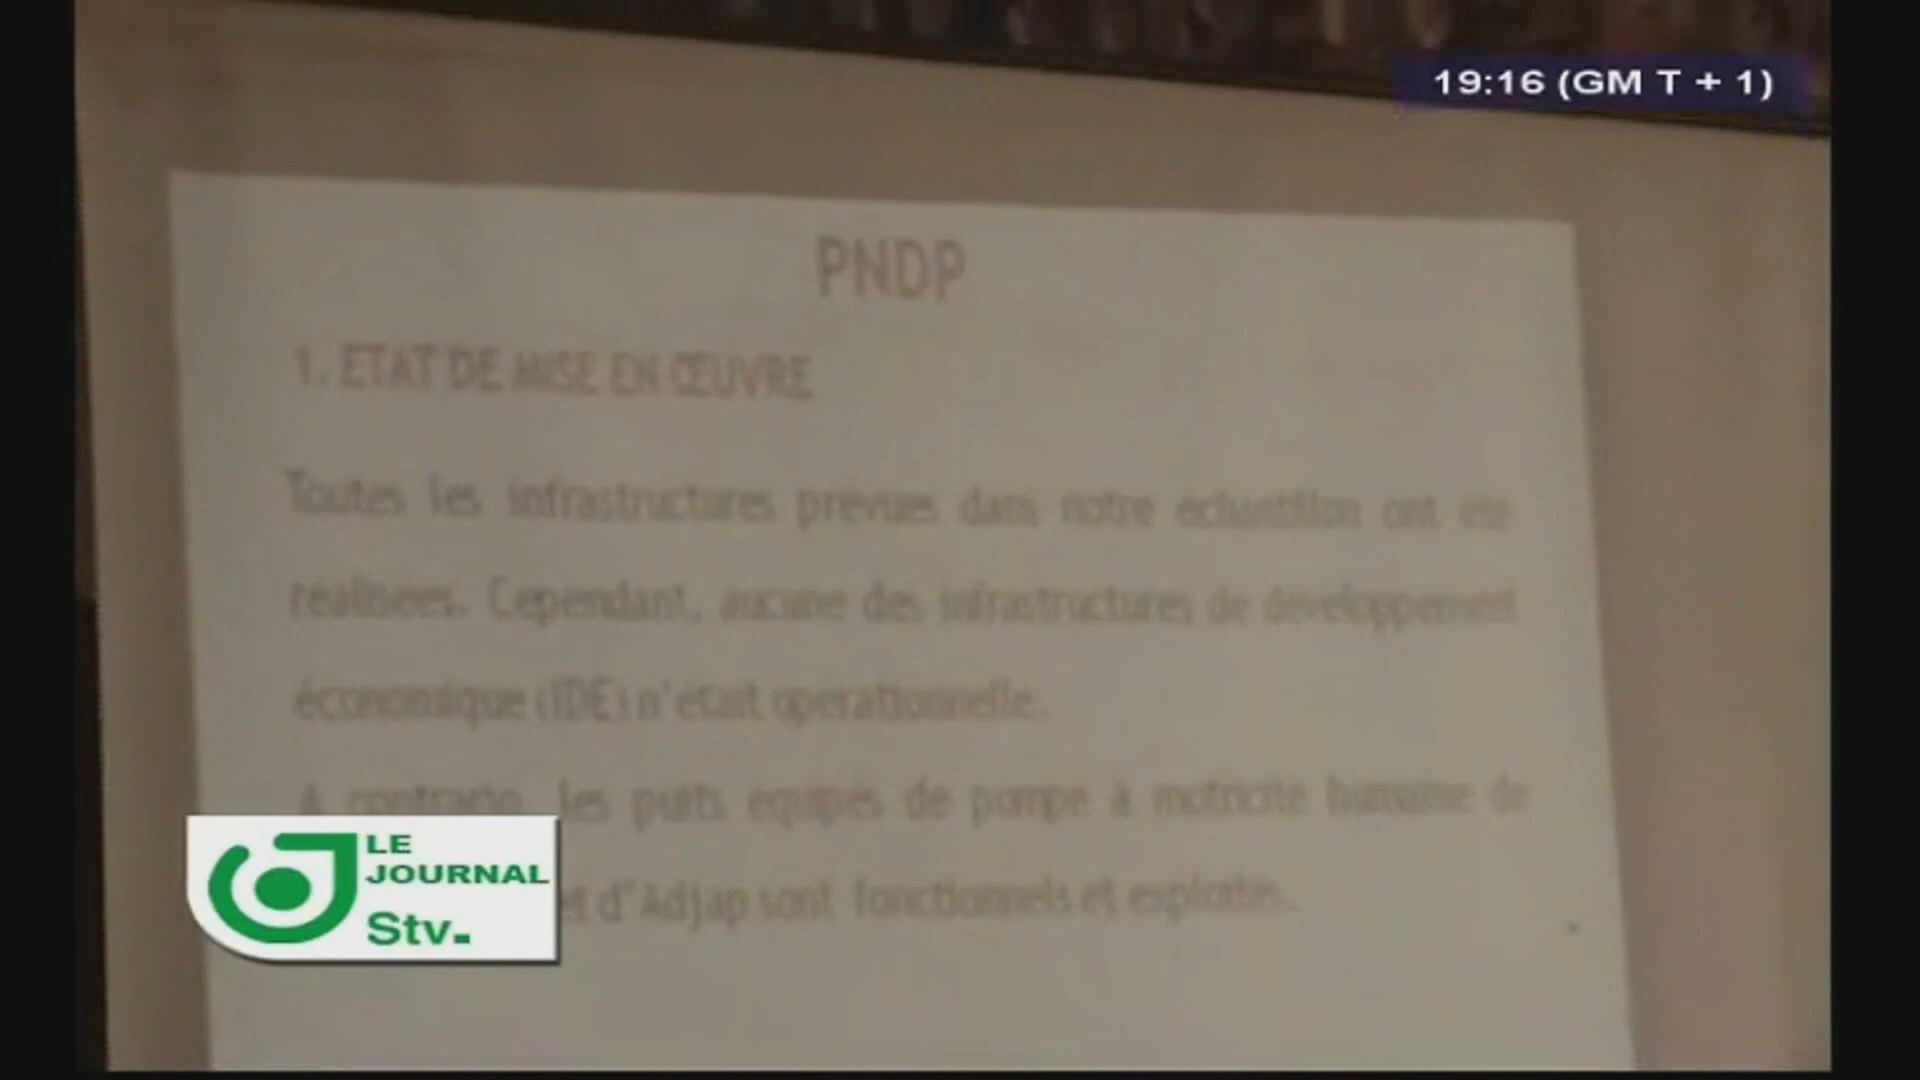 19:16 (GM T + 1)
PNDP
1. ETAT DE MISE EN ŒUVRE
Toutes les infrastructures prévues dans notre échantillon ont été
réalisées. Cependant, aucune des infrastructures de développement
économique (IDE) n'était opérationnelle.
A contrario, les puits équipés de pompe à motricité humaine de
et d'Adjap sont fonctionnels et exploités.
LE
JOURNAL
Stv.